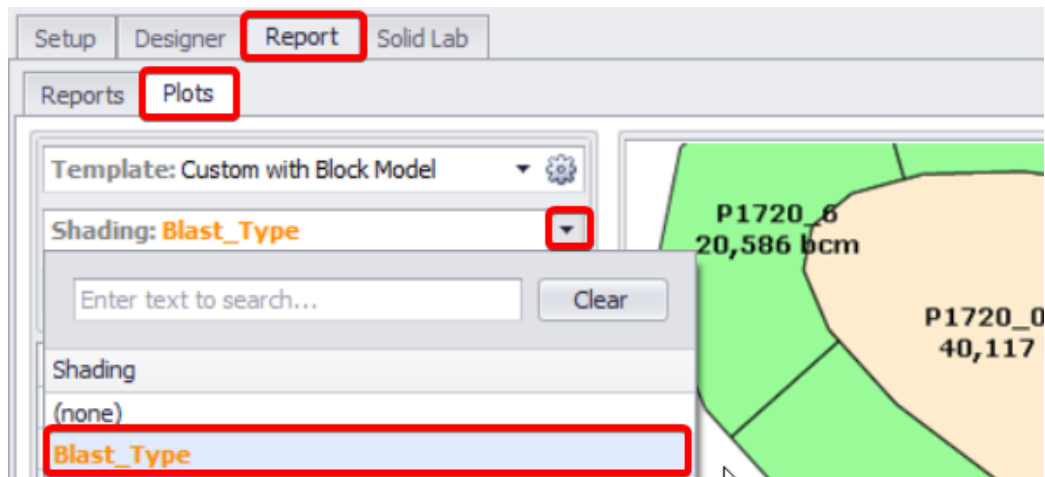 Setup Designer Report Solid Lab
Reports Plots
Template: Custom with Block Model
Shading: Blast_Type
Enter text to search... Clear
Shading
(none)
Blast_Type
P1720_6
20,586 bcm
P1720_0
40,117